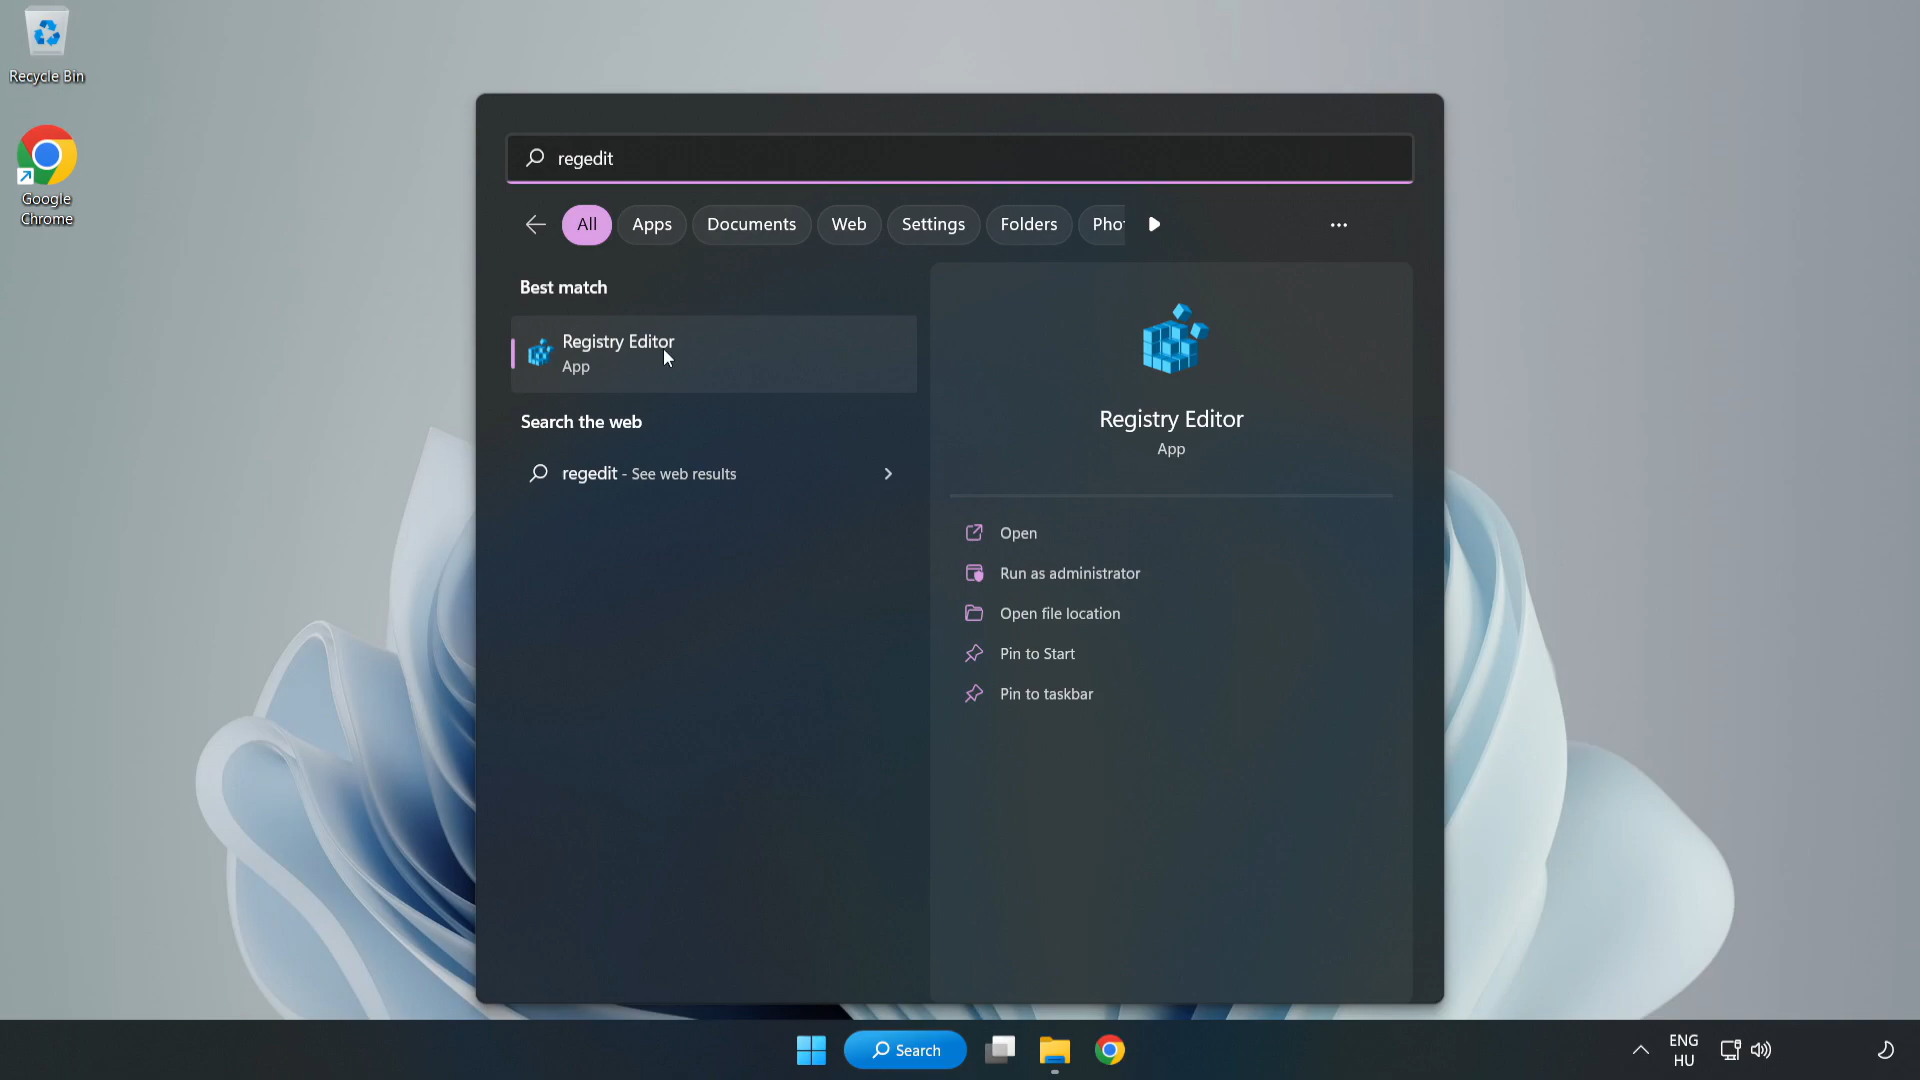 Recycle Bin
Google
Chrome
regedit
All
Apps
Documents
Web
Settings
Folders
Phot
Best match
Registry Editor
App
Search the web
regedit - See web results
Registry Editor
App
Open
Run as administrator
Open file location
Pin to Start
Pin to taskbar
Search
ENG
HU